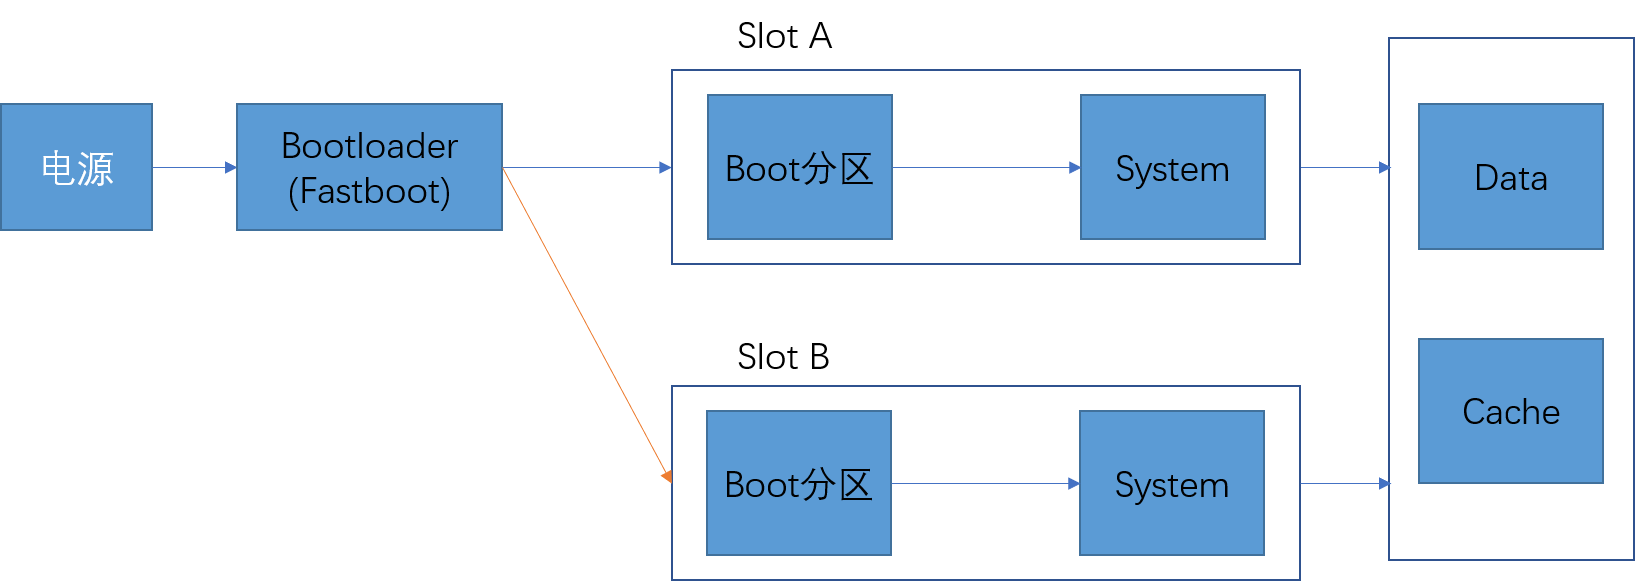 Slot A
电源
Bootloader
(Fastboot)
Boot分区
System
Data
Slot B
Boot分区
System
Cache